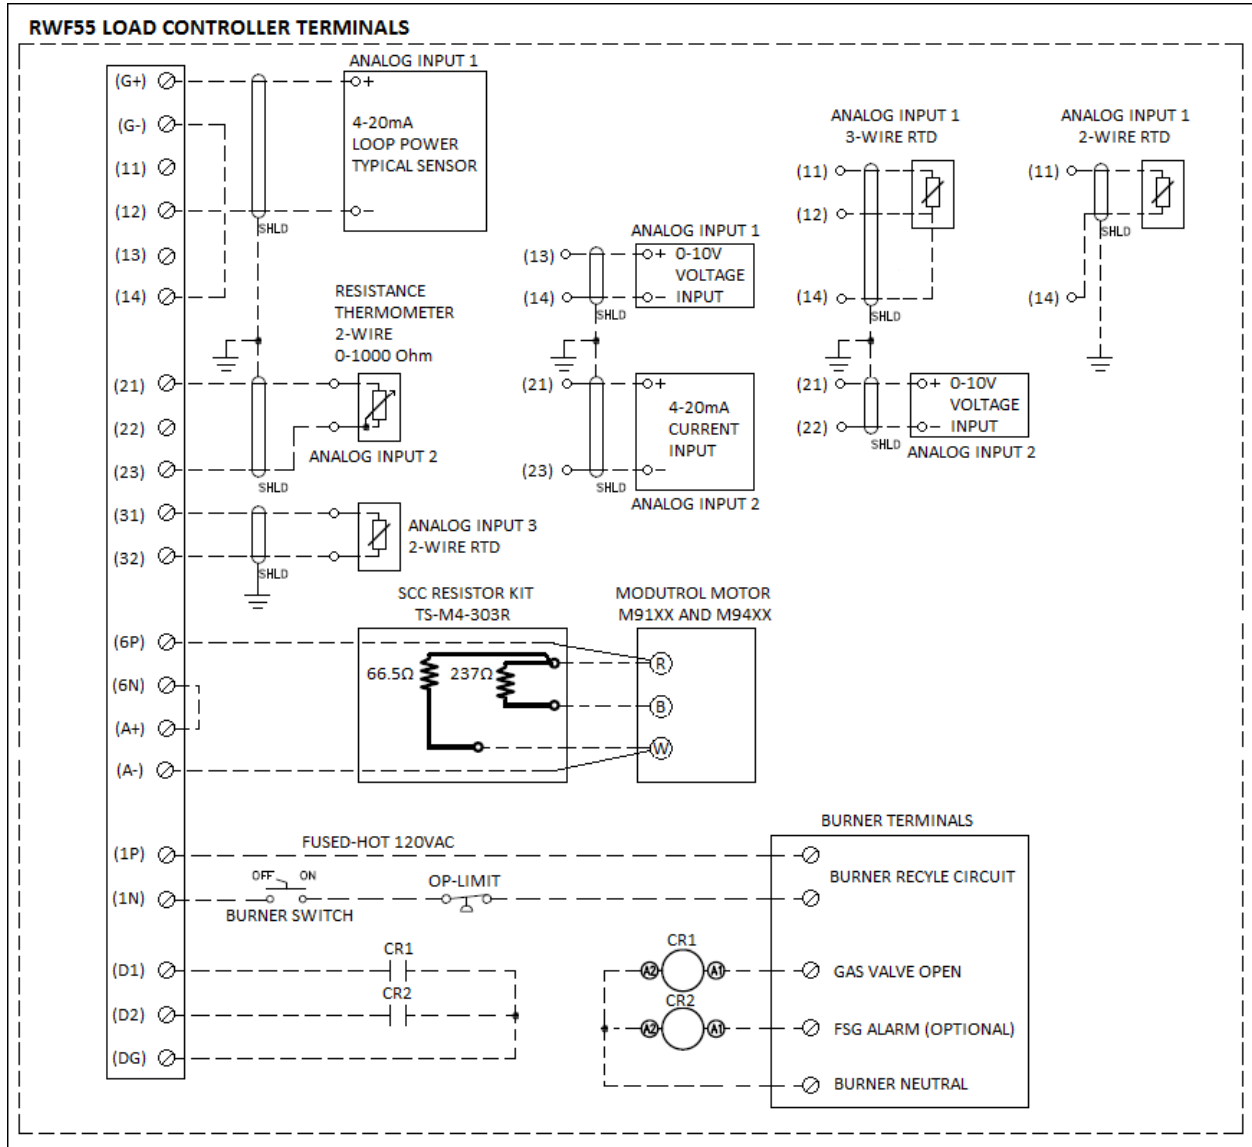 RWF55 LOAD CONTROLLER TERMINALS
ANALOG INPUT 1
(G+)
+
(G-)
4-20mA
LOOP POWER
TYPICAL SENSOR
(11)
(12)
-
SHLD
(13)
(14)
RESISTANCE
THERMOMETER
2-WIRE
0-1000 Ohm
(21)
(22)
ANALOG INPUT 2
(23)
SHLD
(31)
ANALOG INPUT 3
2-WIRE RTD
(32)
SHLD
ANALOG INPUT 1
(13)
+ 0-10V
VOLTAGE
(14)
- INPUT
SHLD
(21)
+
4-20mA
CURRENT
INPUT
(23)
-
SHLD
ANALOG INPUT 2
ANALOG INPUT 1
3-WIRE RTD
(11)
(12)
(14)
SHLD
(21)
+ 0-10V
VOLTAGE
(22)
- INPUT
SHLD
ANALOG INPUT 2
ANALOG INPUT 1
2-WIRE RTD
(11)
SHLD
(14)
SCC RESISTOR KIT
TS-M4-303R
MODUTROL MOTOR
M91XX AND M94XX
(6P)
66.5Ω
237Ω
R
(6N)
B
(A+)
W
(A-)
BURNER TERMINALS
FUSED-HOT 120VAC
(1P)
BURNER RECYLE CIRCUIT
OFF
ON
OP-LIMIT
(1N)
BURNER SWITCH
CR1
CR1
(D1)
A2
A1
GAS VALVE OPEN
CR2
CR2
(D2)
A2
A1
FSG ALARM (OPTIONAL)
(DG)
BURNER NEUTRAL